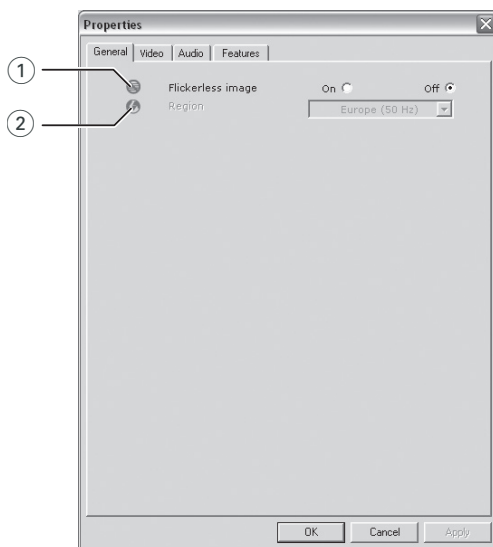 Properties
General Video Audio Features
1 Flickerless image On Off
2 Region Europe (50 Hz)
OK Cancel Apply